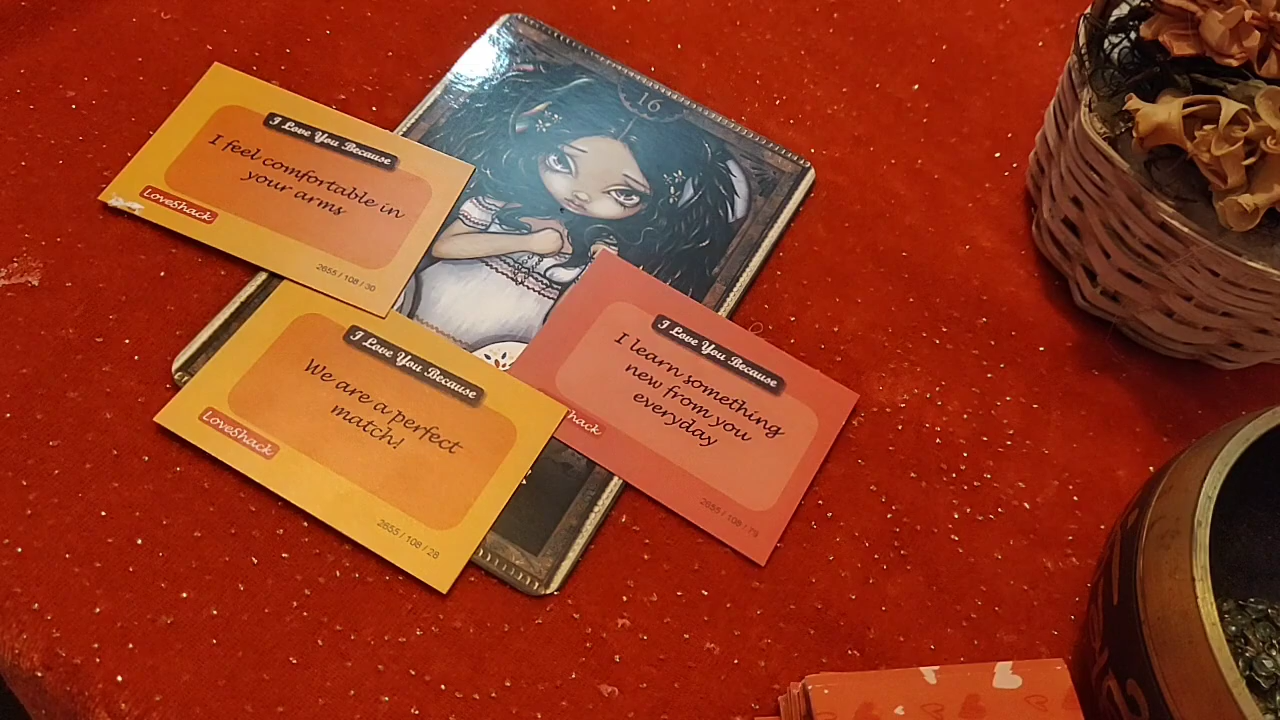 16
I Love You Because
I feel comfortable in
your arms
LoveShack
2655 / 108 / 30
I Love You Because
We are a perfect
match!
LoveShack
2655 / 108 / 28
I Love You Because
I learn something
new from you
everyday
hack
2655 / 108 / 79